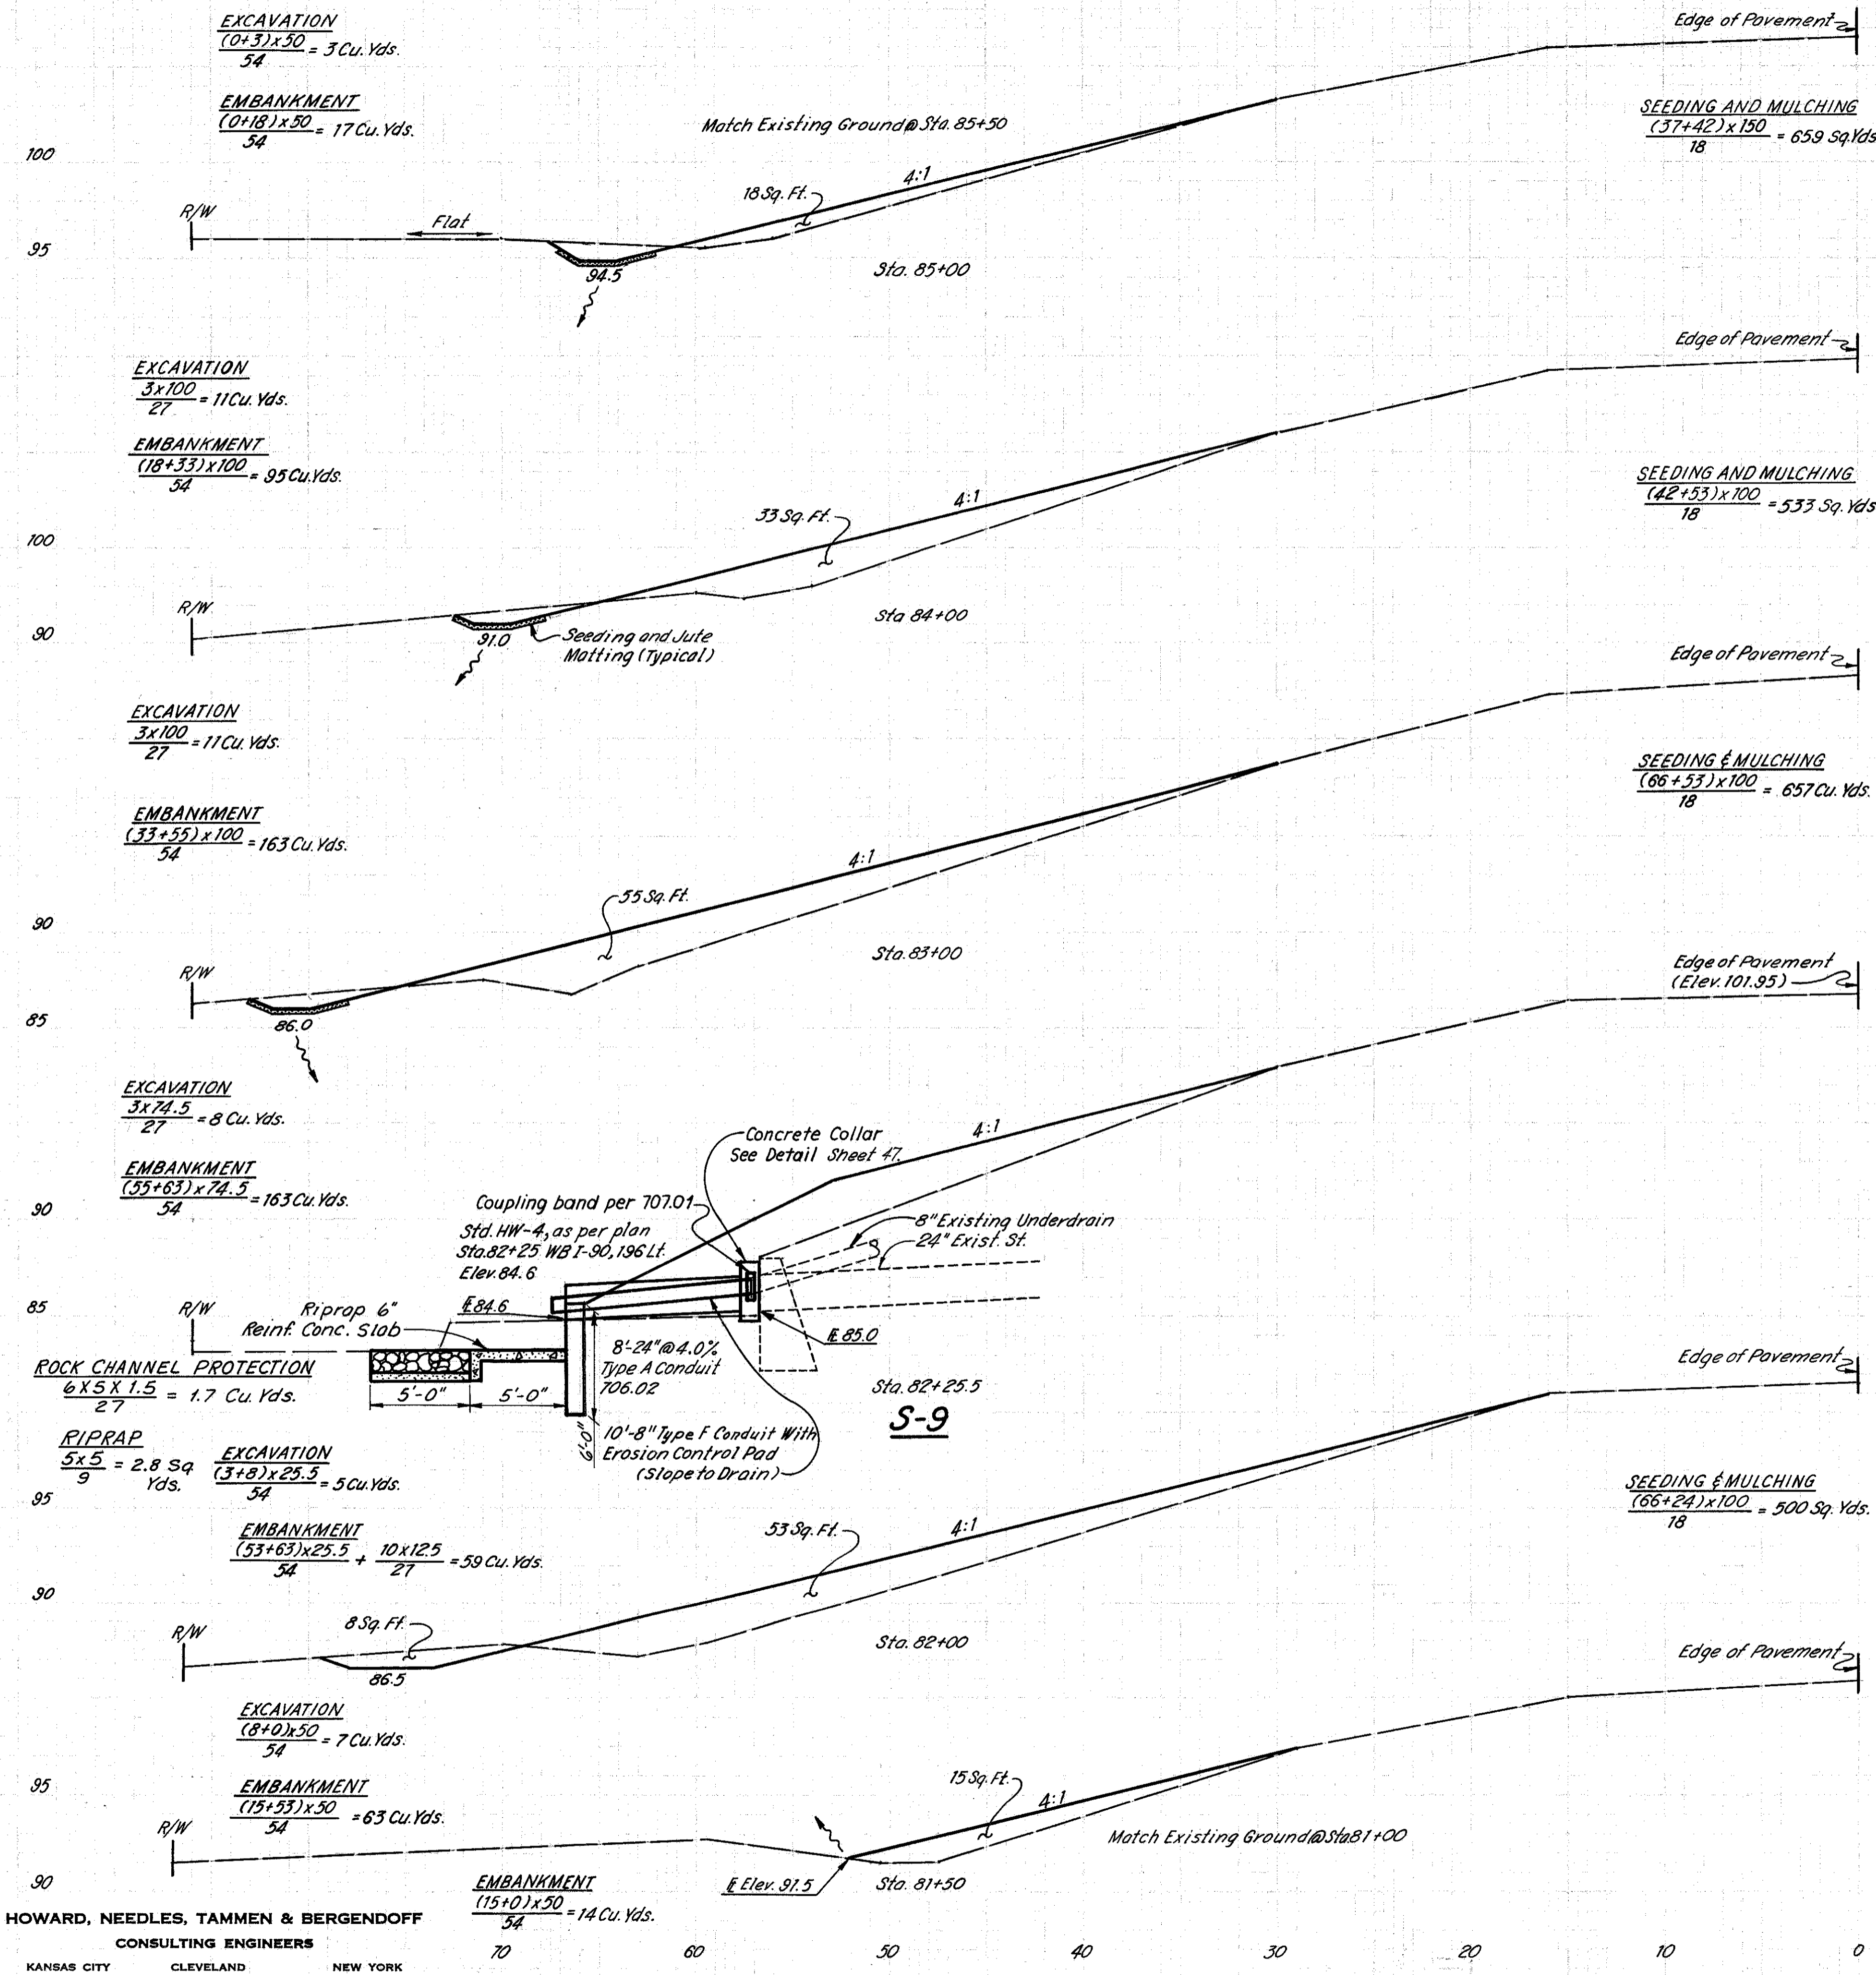 EXCAVATION
(0+3)x50
54
= 3 Cu. Yds.
EMBANKMENT
(0+18)x50
54
= 17 Cu. Yds.
Edge of Pavement
Match Existing Ground @ Sta. 85+50
SEEDING AND MULCHING
(37+42)x150
18
= 659 Sq. Yds
100
4:1
18 Sq. Ft.
R/W
Flat
95
94.5
Sta. 85+00
Edge of Pavement
EXCAVATION
3x100
27
= 11 Cu. Yds.
EMBANKMENT
(18+33)x100
54
= 95 Cu. Yds.
SEEDING AND MULCHING
(42+53)x100
18
= 533 Sq. Yds
4:1
33 Sq. Ft.
100
R/W
90
91.0
Seeding and Jute
Matting (Typical)
Sta 84+00
Edge of Pavement
EXCAVATION
3x100
27
= 11 Cu. Yds.
SEEDING & MULCHING
(66+53)x100
18
= 657 Cu. Yds.
EMBANKMENT
(33+55)x100
54
= 163 Cu. Yds.
4:1
55 Sq. Ft.
90
Sta. 83+00
R/W
Edge of Pavement
(Elev. 101.95)
85
86.0
EXCAVATION
3x74.5
27
= 8 Cu. Yds.
Concrete Collar
See Detail Sheet 47.
4:1
EMBANKMENT
(55+63)x74.5
54
= 163 Cu. Yds.
90
Coupling band per 707.01
Std. HW-4, as per plan
Sta. 82+25 WB I-90, 196 Lt.
Elev. 84.6
8" Existing Underdrain
24" Exist. St.
85
R/W
Riprap 6"
Reinf. Conc. Slab
℄ 84.6
℄ 85.0
8'-24" @ 4.0%
Type A Conduit
706.02
Edge of Pavement
ROCK CHANNEL PROTECTION
6 X 5 X 1.5
27
= 1.7 Cu. Yds.
5'-0"
5'-0"
6'-0"
Sta. 82+25.5
S-9
10'-8" Type F Conduit With
Erosion Control Pad
(Slope to Drain)
RIPRAP
5x5
9
= 2.8 Sq
Yds.
EXCAVATION
(3+8)x25.5
54
= 5 Cu. Yds.
95
SEEDING & MULCHING
(66+24)x100
18
= 500 Sq. Yds.
EMBANKMENT
(53+63)x25.5
54
+
10x12.5
27
= 59 Cu. Yds.
53 Sq. Ft.
4:1
90
8 Sq. Ft.
R/W
86.5
Sta. 82+00
Edge of Pavement
EXCAVATION
(8+0)x50
54
= 7 Cu. Yds.
95
EMBANKMENT
(15+53)x50
54
= 63 Cu. Yds.
15 Sq. Ft.
4:1
R/W
Match Existing Ground @ Sta 81+00
90
EMBANKMENT
(15+0)x50
54
= 14 Cu. Yds.
℄ Elev. 91.5
Sta. 81+50
HOWARD, NEEDLES, TAMMEN & BERGENDOFF
CONSULTING ENGINEERS
KANSAS CITY CLEVELAND NEW YORK
70 60 50 40 30 20 10 0